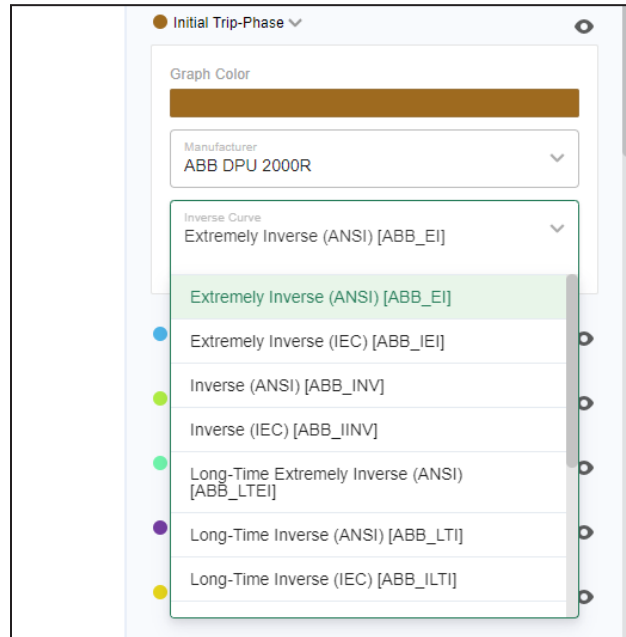 Initial Trip-Phase
Graph Color
Manufacturer
ABB DPU 2000R
Inverse Curve
Extremely Inverse (ANSI) [ABB_EI]
Extremely Inverse (ANSI) [ABB_EI]
Extremely Inverse (IEC) [ABB_IEI]
Inverse (ANSI) [ABB_INV]
Inverse (IEC) [ABB_IINV]
Long-Time Extremely Inverse (ANSI)
[ABB_LTEI]
Long-Time Inverse (ANSI) [ABB_LTI]
Long-Time Inverse (IEC) [ABB_ILTI]